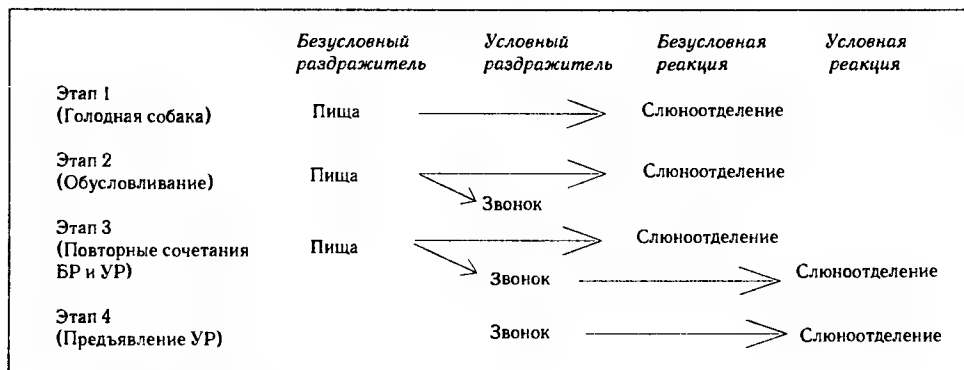 Безусловный Условный Безусловная Условная
раздражитель раздражитель реакция реакция
Этап 1
(Голодная собака) Пища Слюноотделение
Этап 2
(Обусловливание) Пища Слюноотделение
Звонок
Этап 3
(Повторные сочетания Пища Слюноотделение
БР и УР) Звонок Слюноотделение
Этап 4
(Предъявление УР) Звонок Слюноотделение